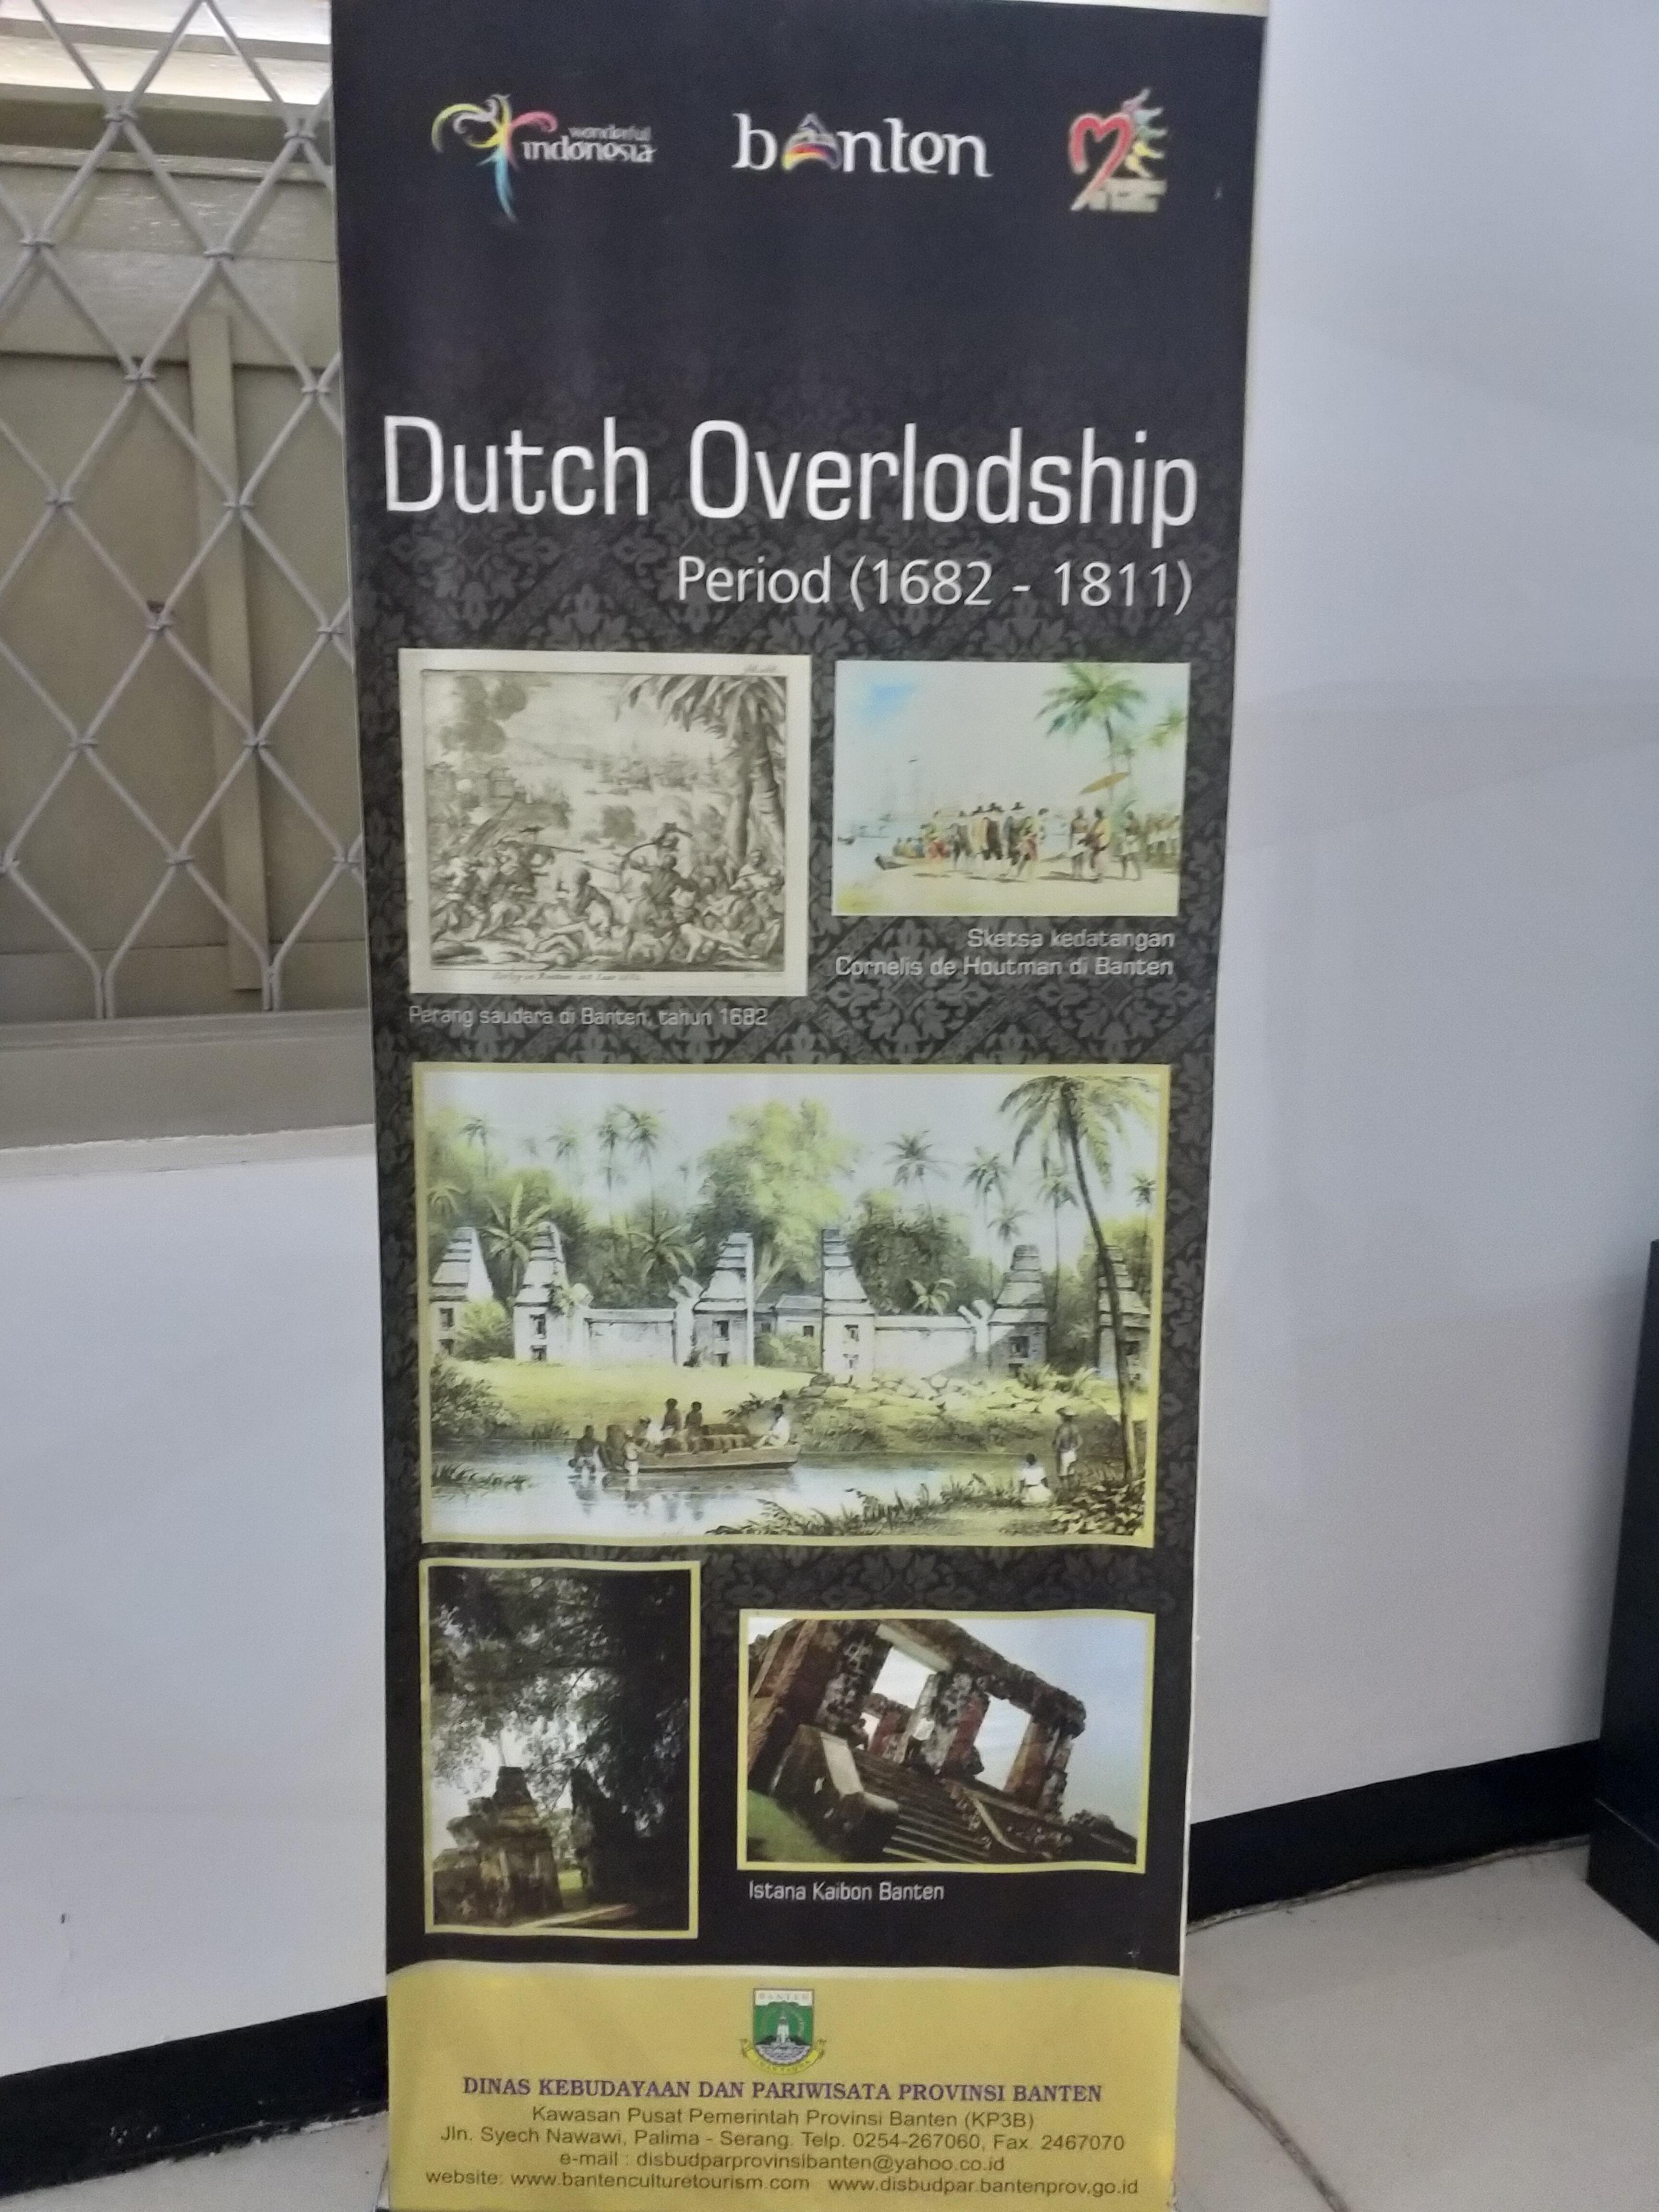 wonderful
indonesia
banten
Dutch Overlodship
Period (1682 - 1811)
Sketsa kedatangan
Cornelis de Houtman di Banten
Perang saudara di Banten, tahun 1682
Istana Kaibon Banten
BANTEN
DINAS KEBUDAYAAN DAN PARIWISATA PROVINSI BANTEN
Kawasan Pusat Pemerintah Provinsi Banten (KP3B)
Jln. Syech Nawawi, Palima - Serang. Telp. 0254-267060, Fax. 2467070
e-mail : disbudparprovinsibanten@yahoo.co.id
website: www.bantenculturetourism.com www.disbudpar.bantenprov.go.id